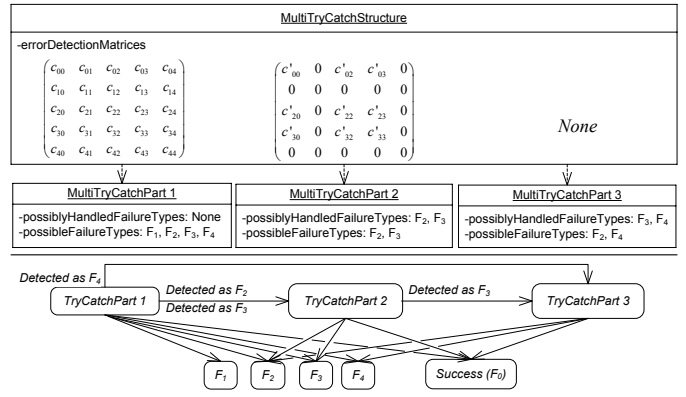 MultiTryCatchStructure
-errorDetectionMatrices
c00 c01 c02 c03 c04
c10 c11 c12 c13 c14
c20 c21 c22 c23 c24
c30 c31 c32 c33 c34
c40 c41 c42 c43 c44
c'00 0 c'02 c'03 0
0 0 0 0 0
c'20 0 c'22 c'23 0
c'30 0 c'32 c'33 0
0 0 0 0 0
None
MultiTryCatchPart 1
-possiblyHandledFailureTypes: None
-possibleFailureTypes: F1, F2, F3, F4
MultiTryCatchPart 2
-possiblyHandledFailureTypes: F2, F3
-possibleFailureTypes: F2, F3
MultiTryCatchPart 3
-possiblyHandledFailureTypes: F3, F4
-possibleFailureTypes: F2, F4
Detected as F4
TryCatchPart 1
Detected as F2
Detected as F3
TryCatchPart 2
Detected as F3
TryCatchPart 3
F1
F2
F3
F4
Success (F0)